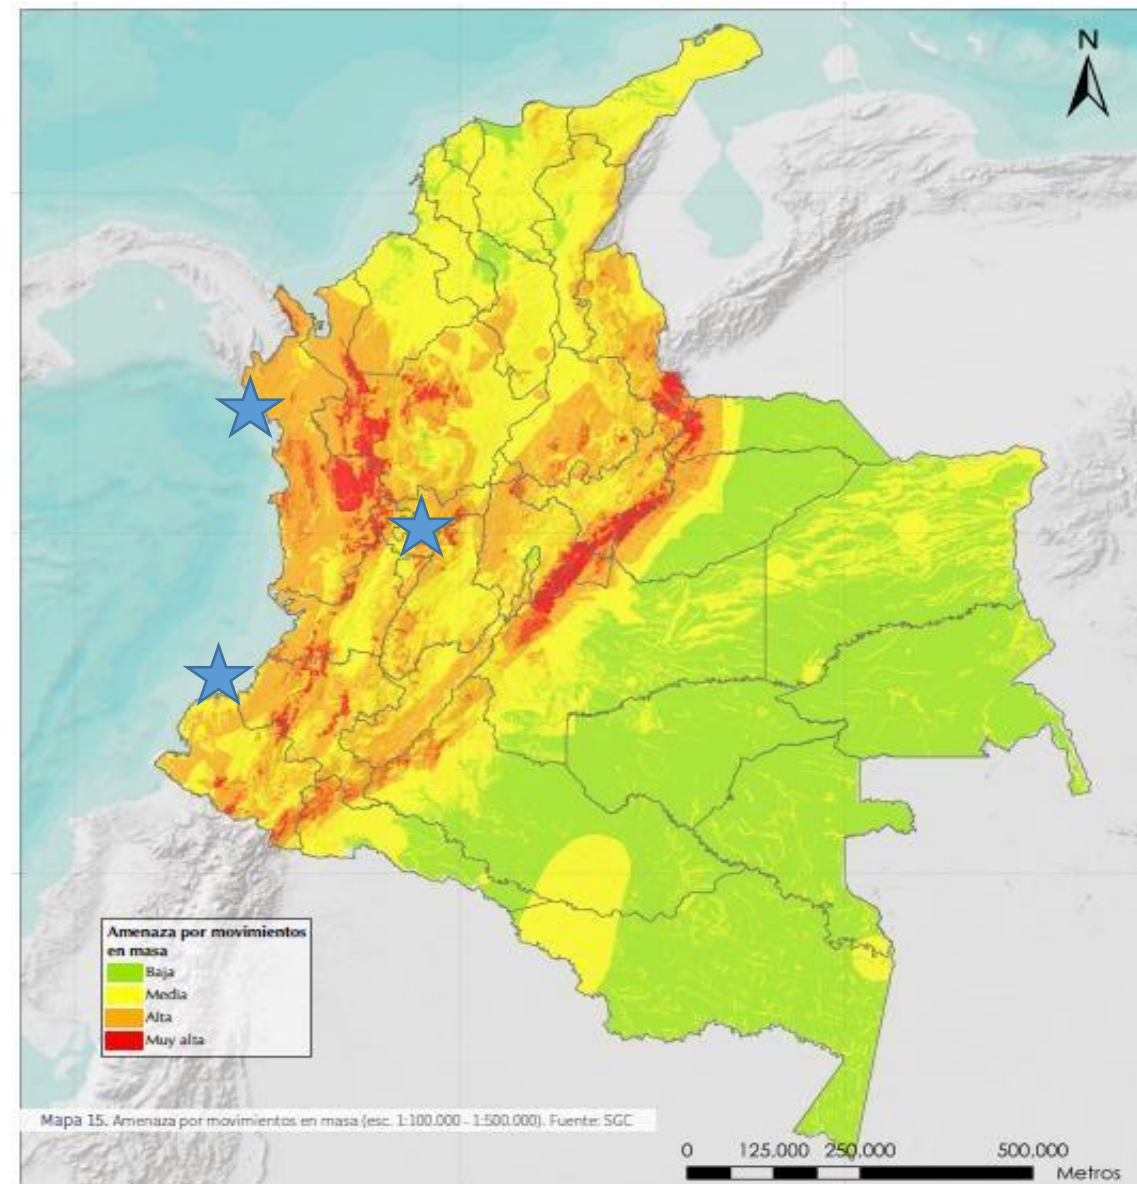 N
Amenaza por movimientos
en masa
Baja
Media
Alta
Muy alta
Mapa 15. Amenaza por movimientos en masa (esc. 1:100.000 - 1:500.000). Fuente: SGC
0 125.000 250.000 500.000
Metros